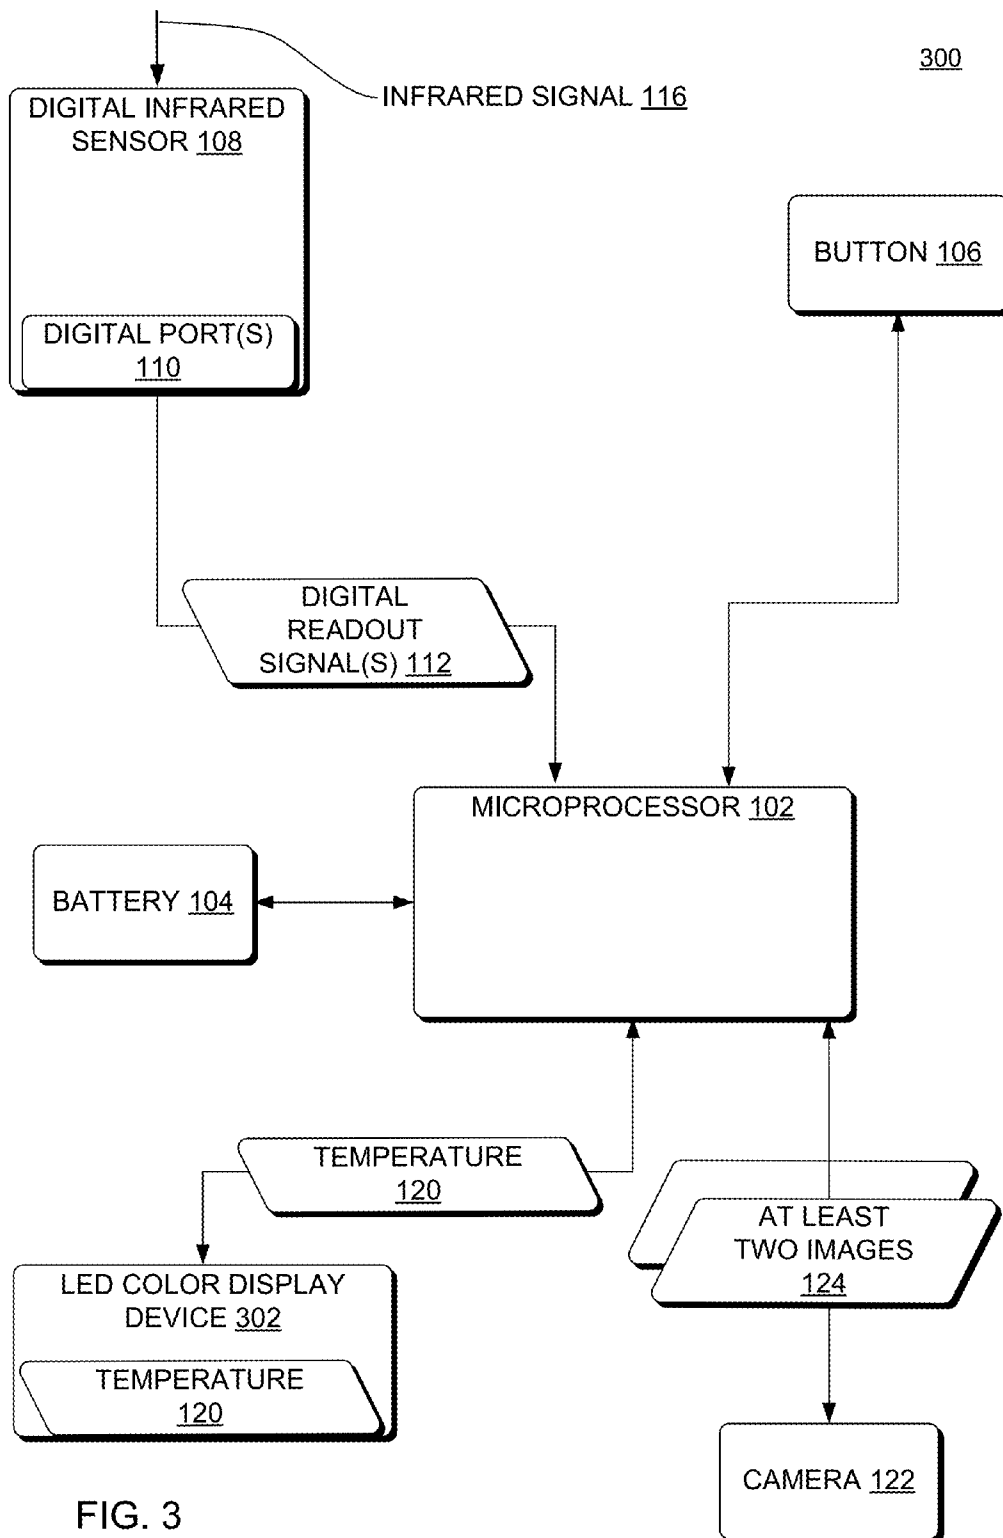 300
INFRARED SIGNAL 116
DIGITAL INFRARED
SENSOR 108
BUTTON 106
DIGITAL PORT(S)
110
DIGITAL
READOUT
SIGNAL(S) 112
MICROPROCESSOR 102
BATTERY 104
TEMPERATURE
120
AT LEAST
TWO IMAGES
124
LED COLOR DISPLAY
DEVICE 302
TEMPERATURE
120
CAMERA 122
FIG. 3